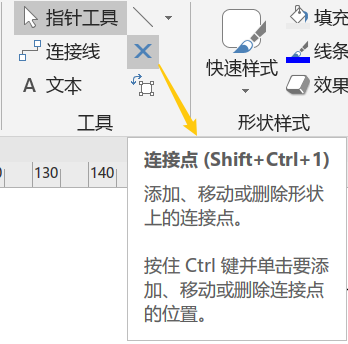 指针工具
连接线
A 文本
工具
快速样式
填充
线条
效果
形状样式
130 140
连接点 (Shift+Ctrl+1)
添加、移动或删除形状
上的连接点。
按住 Ctrl 键并单击要添
加、移动或删除连接点
的位置。